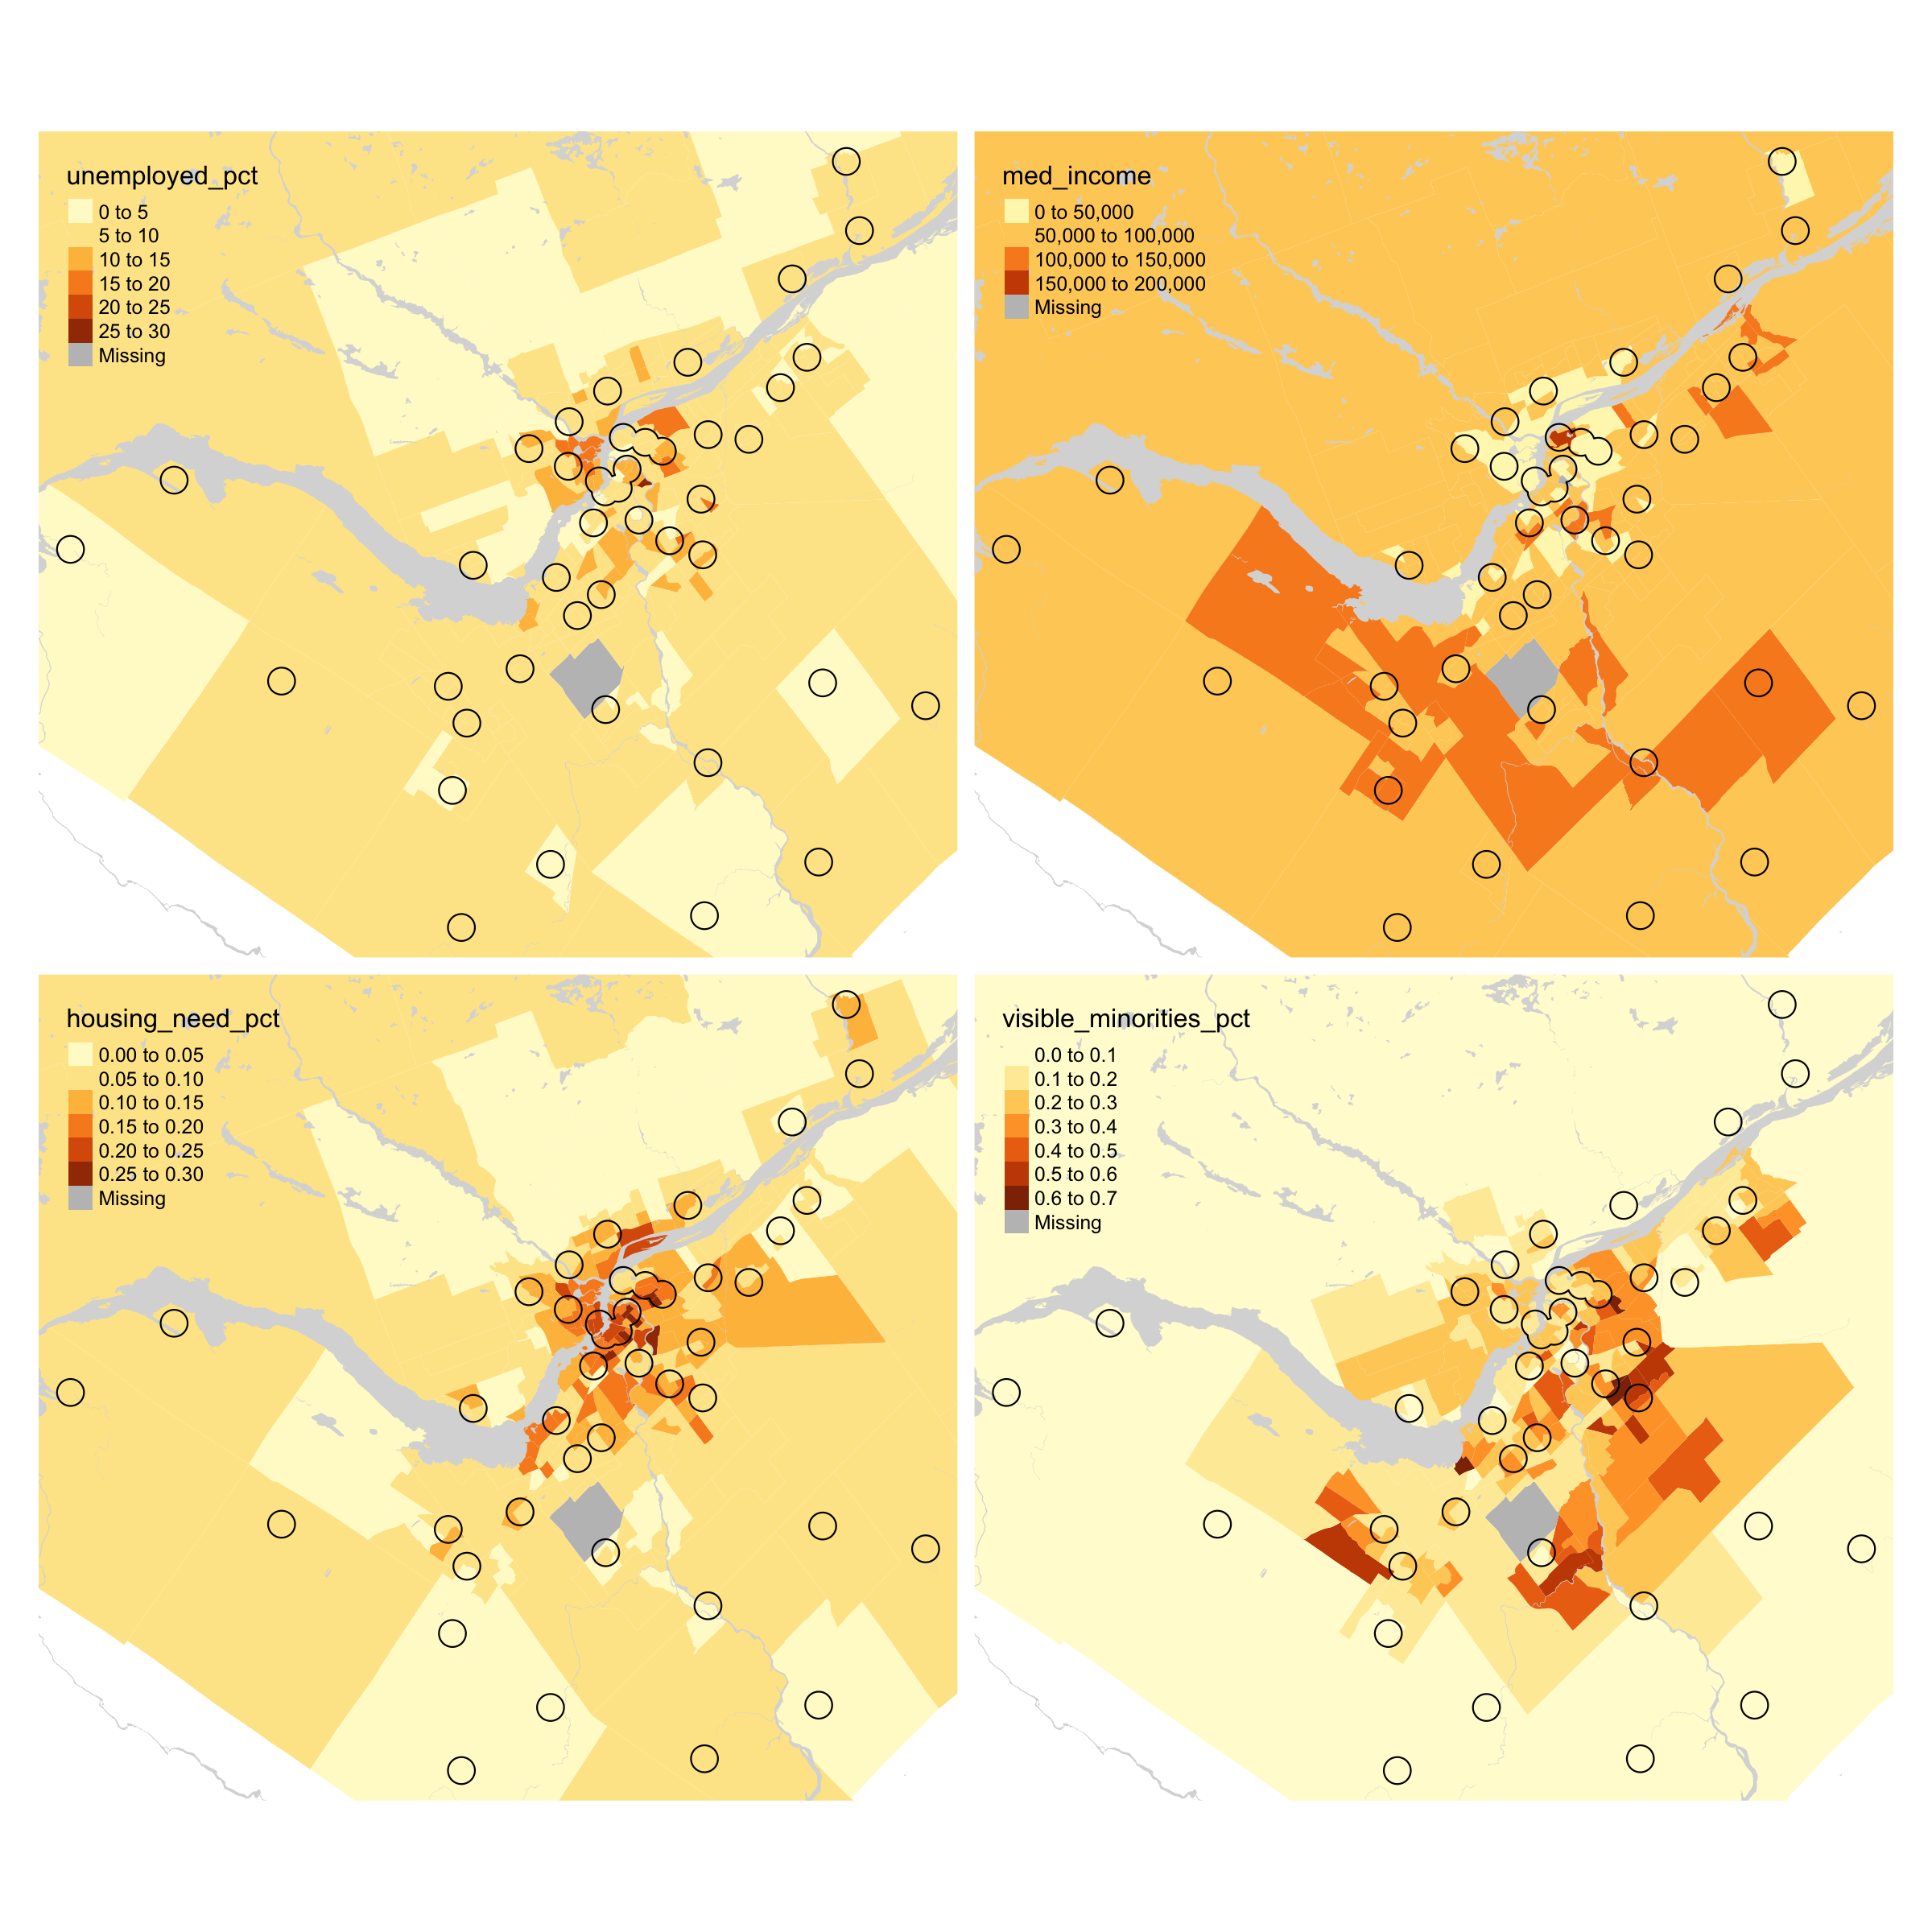 unemployed_pct
0 to 5
5 to 10
10 to 15
15 to 20
20 to 25
25 to 30
Missing
med_income
0 to 50,000
50,000 to 100,000
100,000 to 150,000
150,000 to 200,000
Missing
housing_need_pct
0.00 to 0.05
0.05 to 0.10
0.10 to 0.15
0.15 to 0.20
0.20 to 0.25
0.25 to 0.30
Missing
visible_minorities_pct
0.0 to 0.1
0.1 to 0.2
0.2 to 0.3
0.3 to 0.4
0.4 to 0.5
0.5 to 0.6
0.6 to 0.7
Missing